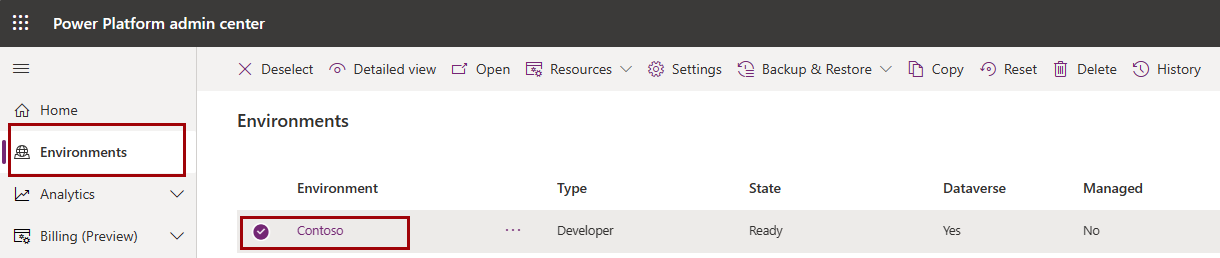 Power Platform admin center
Deselect Detailed view Open Resources Settings Backup & Restore Copy Reset Delete History
Home
Environments
Analytics
Billing (Preview)
Environments
Environment Type State Dataverse Managed
Contoso ··· Developer Ready Yes No